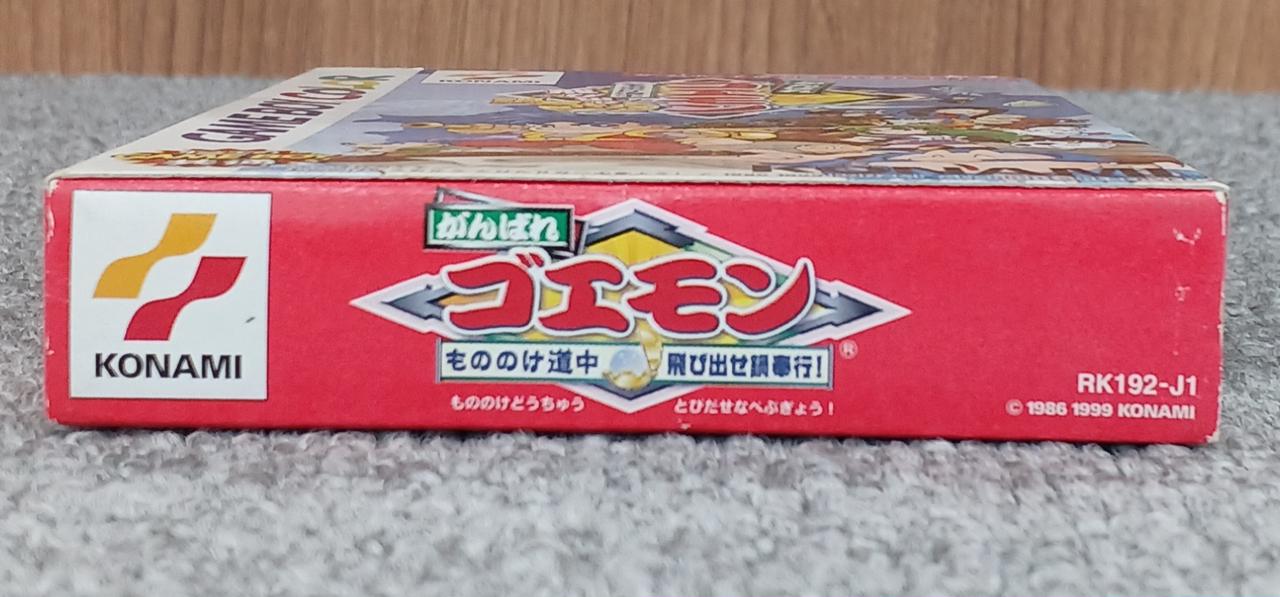 GAME BOY COLOR
KONAMI
KONAMI
がんばれ
ゴエモン
もののけ道中 飛び出せ鍋奉行!
®
もののけどうちゅう とびだせなべぶぎょう!
RK192-J1
© 1986 1999 KONAMI